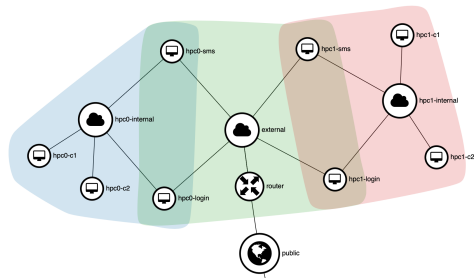 hpc1-c1
hpc0-sms
hpc1-sms
hpc1-internal
hpc0-internal
external
hpc0-c1
hpc1-c2
hpc1-login
router
hpc0-c2
hpc0-login
public